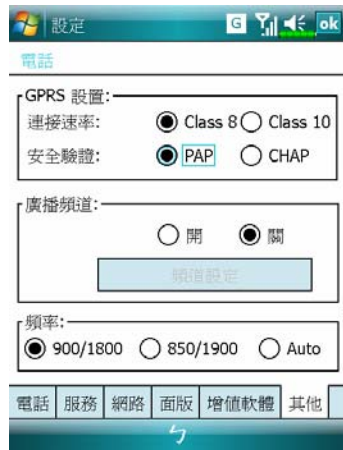 設定 G ok
電話
GPRS 設置:
連接速率: Class 8 Class 10
安全驗證: PAP CHAP
廣播頻道:
開 關
頻道設定
頻率:
900/1800 850/1900 Auto
電話 服務 網路 面版 增值軟體 其他
ㄅ